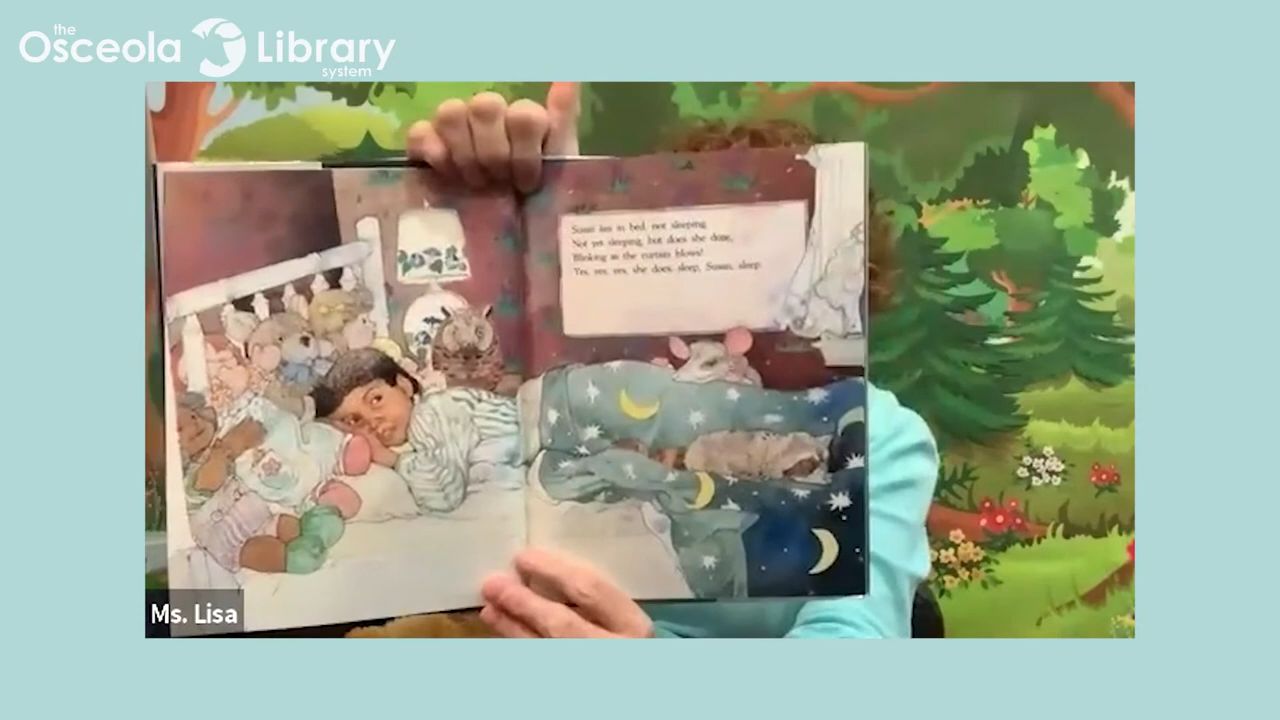 the
Osceola Library
system
Susan lies in bed, not sleeping.
Not yet sleeping, but does she doze,
Blinking as the curtain blows?
Yes, yes, yes, she does, sleep, Susan, sleep.
Ms. Lisa